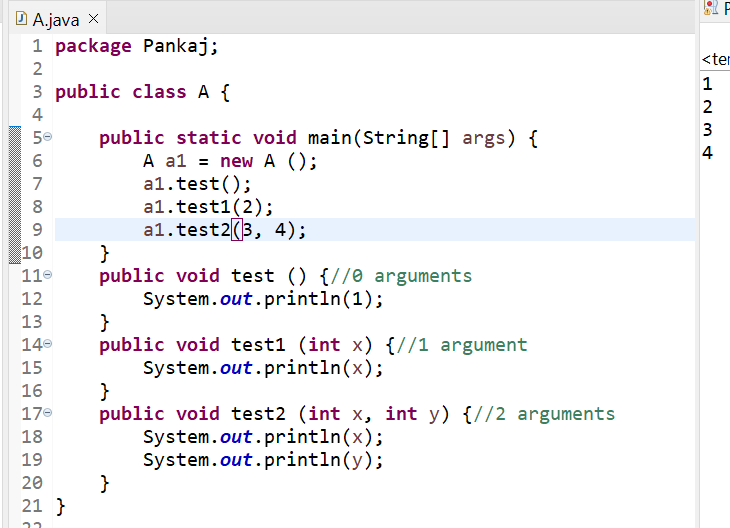 A.java
1 package Pankaj;
2
3 public class A {
4
5 public static void main(String[] args) {
6 A a1 = new A ();
7 a1.test();
8 a1.test1(2);
9 a1.test2(3, 4);
10 }
11 public void test () {//0 arguments
12 System.out.println(1);
13 }
14 public void test1 (int x) {//1 argument
15 System.out.println(x);
16 }
17 public void test2 (int x, int y) {//2 arguments
18 System.out.println(x);
19 System.out.println(y);
20 }
21 }
1
2
3
4